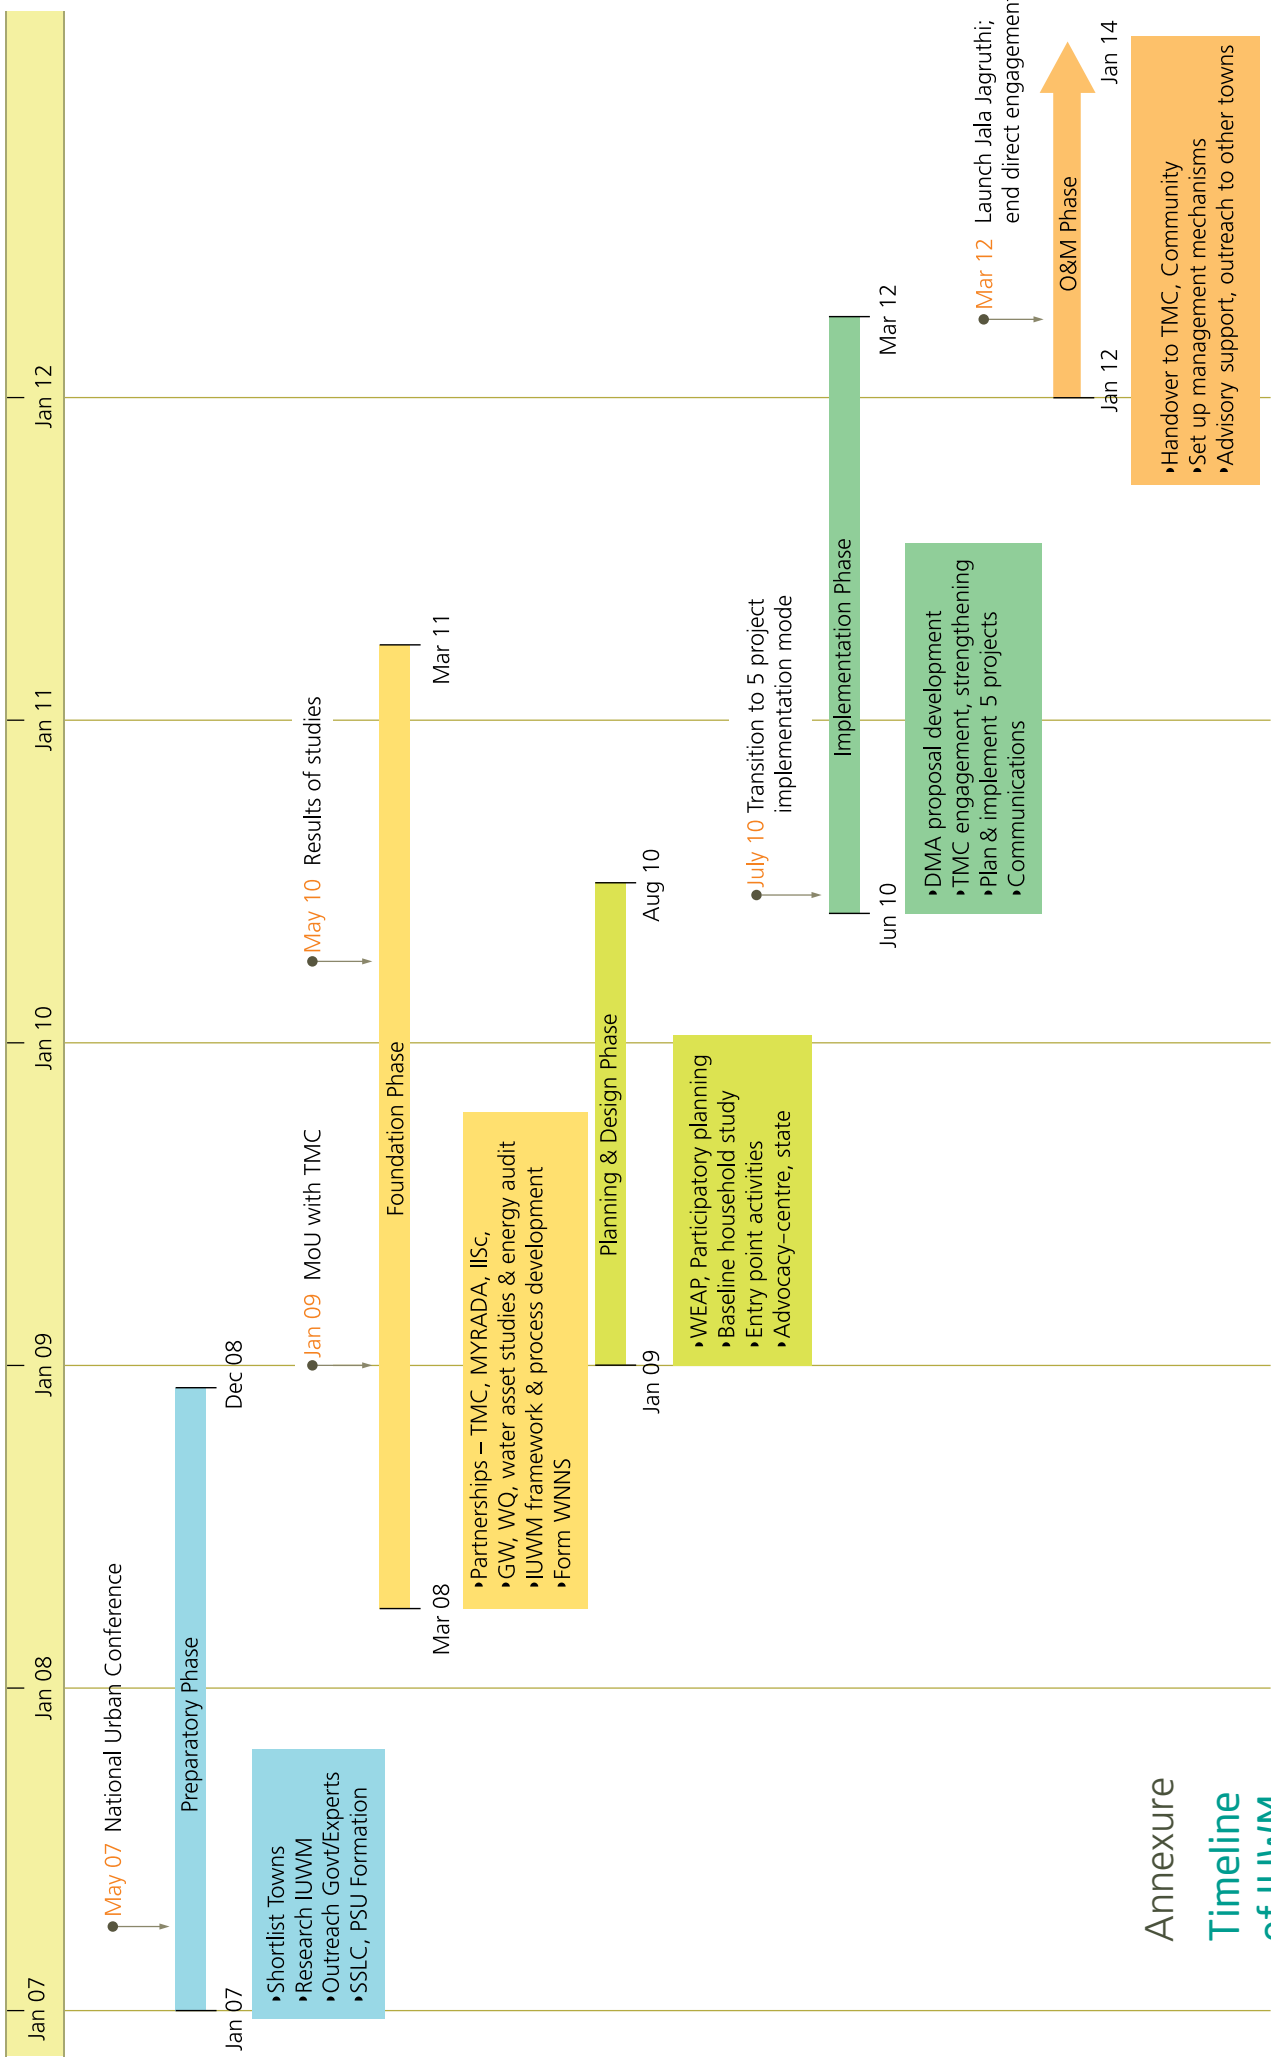 Jan 07
Jan 08
Jan 09
Jan 10
Jan 11
Jan 12
May 07 National Urban Conference
Preparatory Phase
Jan 07
Dec 08
▪Shortlist Towns
▪Research IUWM
▪Outreach Govt/Experts
▪SSLC, PSU Formation
Jan 09 MoU with TMC
May 10 Results of studies
Foundation Phase
Mar 08
Mar 11
▪Partnerships – TMC, MYRADA, IISc,
▪GW, WQ, water asset studies & energy audit
▪IUWM framework & process development
▪Form WNNS
Planning & Design Phase
Jan 09
Aug 10
▪WEAP, Participatory planning
▪Baseline household study
▪Entry point activities
▪Advocacy–centre, state
July 10 Transition to 5 project
implementation mode
Implementation Phase
Jun 10
Mar 12
▪DMA proposal development
▪TMC engagement, strengthening
▪Plan & implement 5 projects
▪Communications
Mar 12 Launch Jala Jagruthi;
end direct engagement
O&M Phase
Jan 12
Jan 14
▪Handover to TMC, Community
▪Set up management mechanisms
▪Advisory support, outreach to other towns
Annexure
Timeline
of IUWM